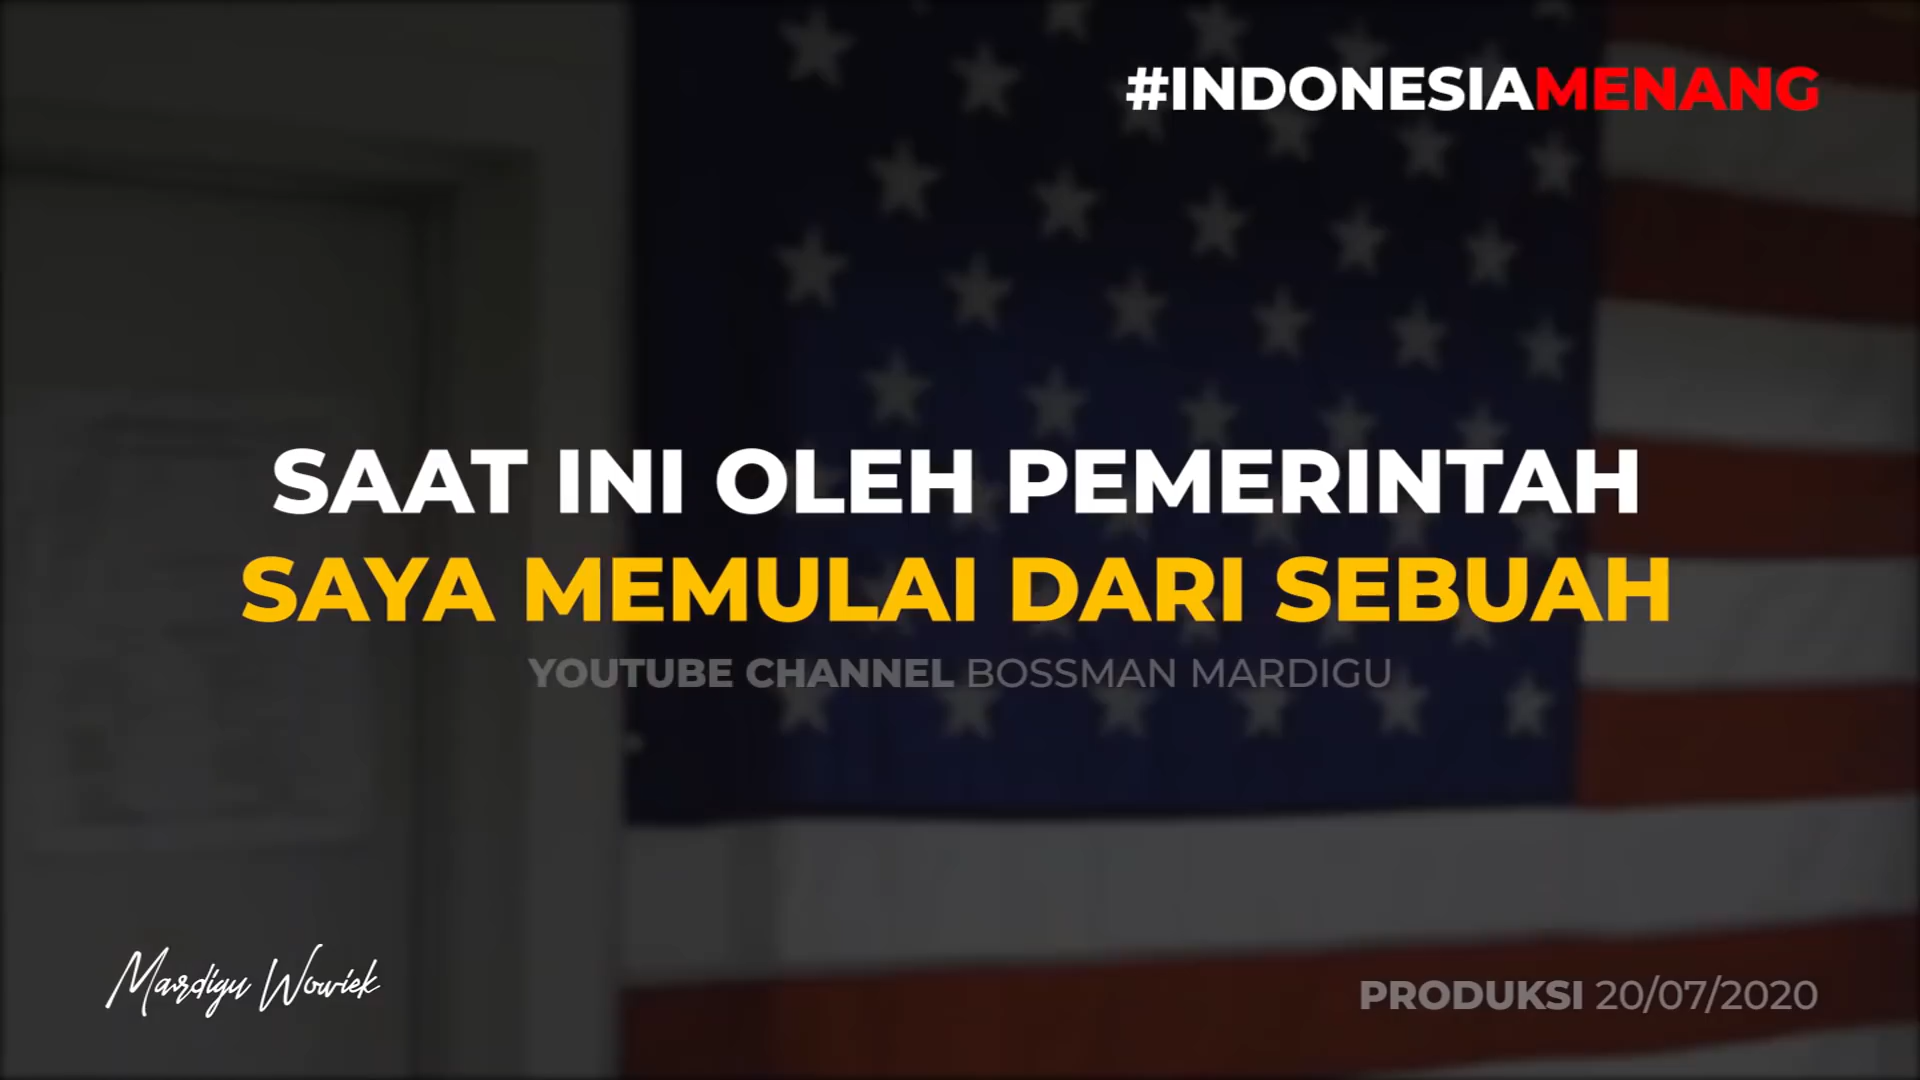 #INDONESIAMENANG
SAAT INI OLEH PEMERINTAH
SAYA MEMULAI DARI SEBUAH
YOUTUBE CHANNEL BOSSMAN MARDIGU
Mardigu Wowiek
PRODUKSI 20/07/2020